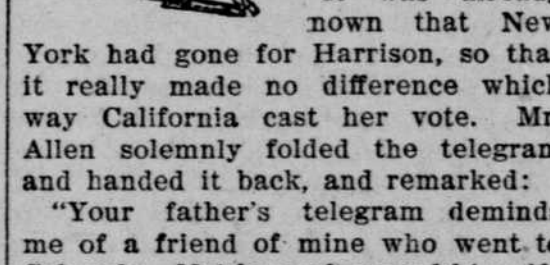 nown that New
York had gone for Harrison, so tha
it really made no difference whic
way California cast her vote. Mr
Allen solemnly folded the telegram
and handed it back, and remarked:
"Your father's telegram demind
me of a friend of mine who went to